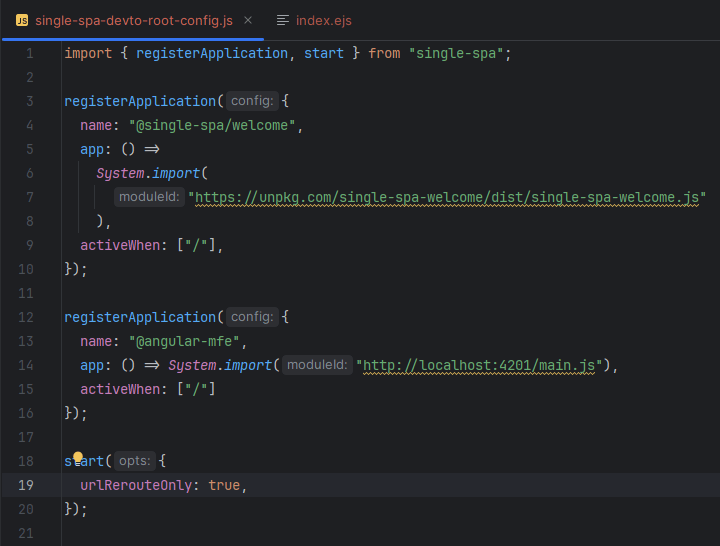 JS single-spa-devto-root-config.js × index.ejs
1 import { registerApplication, start } from "single-spa";
2
3 registerApplication( config: {
4 name: "@single-spa/welcome",
5 app: () =>
6 System.import(
7 moduleId: "https://unpkg.com/single-spa-welcome/dist/single-spa-welcome.js"
8 ),
9 activeWhen: ["/"],
10 });
11
12 registerApplication( config: {
13 name: "@angular-mfe",
14 app: () => System.import( moduleId: "http://localhost:4201/main.js"),
15 activeWhen: ["/"]
16 });
17
18 start( opts: {
19 urlRerouteOnly: true,
20 });
21